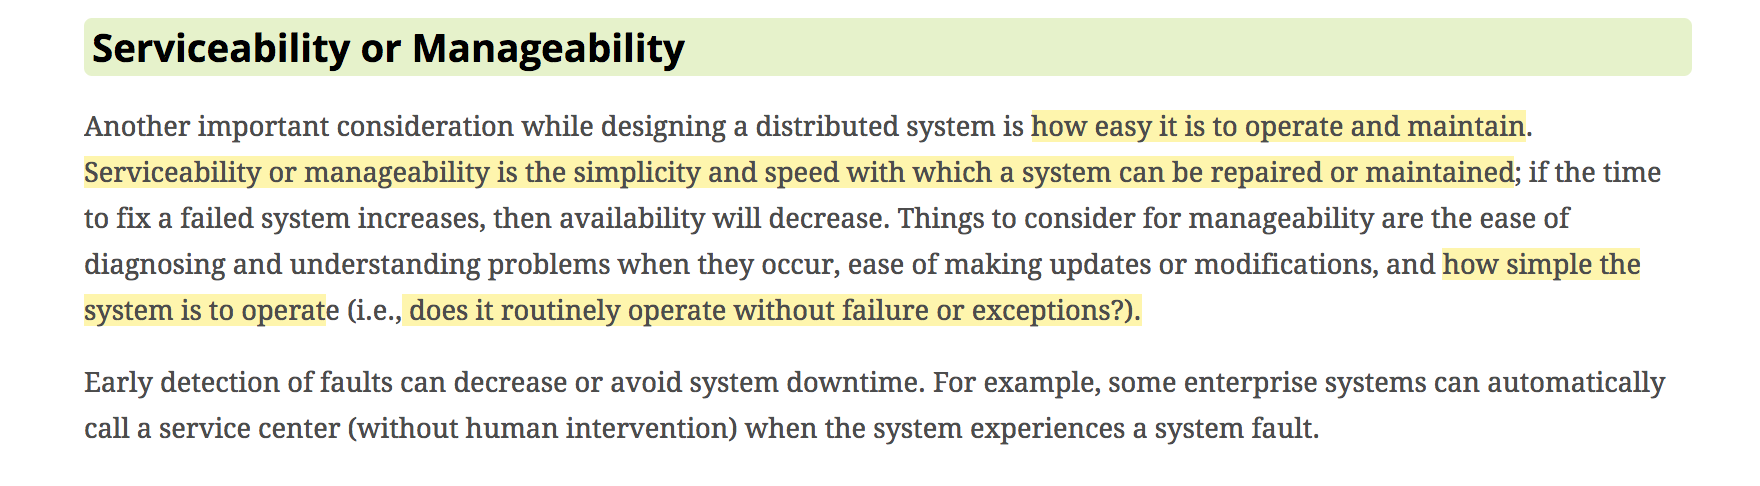 Serviceability or Manageability
Another important consideration while designing a distributed system is how easy it is to operate and maintain.
Serviceability or manageability is the simplicity and speed with which a system can be repaired or maintained; if the time
to fix a failed system increases, then availability will decrease. Things to consider for manageability are the ease of
diagnosing and understanding problems when they occur, ease of making updates or modifications, and how simple the
system is to operate (i.e., does it routinely operate without failure or exceptions?).
Early detection of faults can decrease or avoid system downtime. For example, some enterprise systems can automatically
call a service center (without human intervention) when the system experiences a system fault.